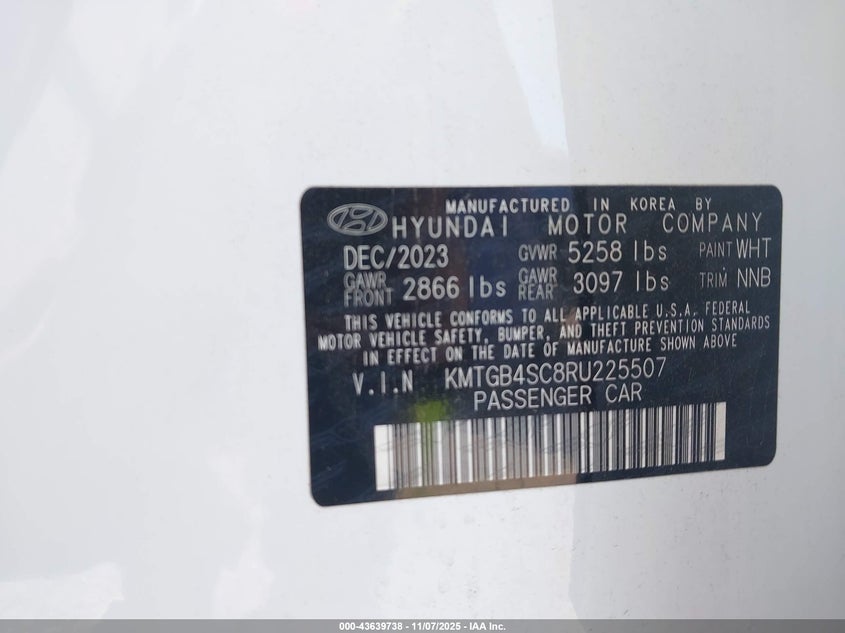 MANUFACTURED IN KOREA BY
HYUNDAI MOTOR COMPANY
DEC/2023 GVWR 5258 lbs PAINT WHT
GAWR FRONT 2866 lbs GAWR REAR 3097 lbs TRIM NNB
THIS VEHICLE CONFORMS TO ALL APPLICABLE U.S.A. FEDERAL
MOTOR VEHICLE SAFETY, BUMPER, AND THEFT PREVENTION STANDARDS
IN EFFECT ON THE DATE OF MANUFACTURE SHOWN ABOVE
V.I.N KMTGB4SC8RU225507
PASSENGER CAR
000-43639738 - 11/07/2025 - IAA Inc.